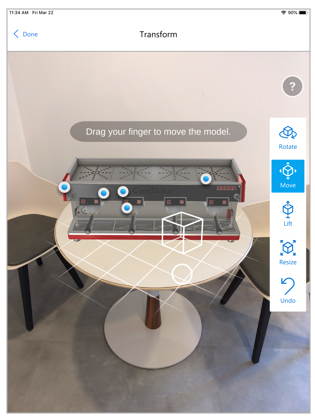 11:34 AM Fri Mar 22
90%
Done
Transform
?
Drag your finger to move the model.
Rotate
Move
Lift
Resize
Undo